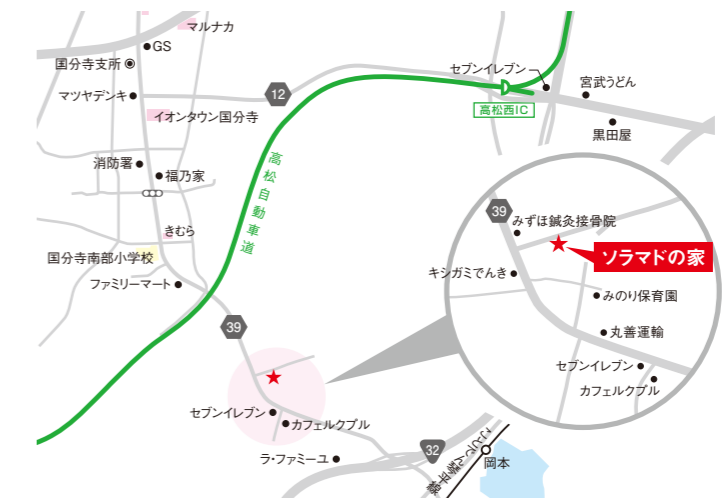 マルナカ
GS
国分寺支所
マツヤデンキ
12
イオンタウン国分寺
セブンイレブン
宮武うどん
高松西IC
黒田屋
消防署
福乃家
高松自動車道
きむら
国分寺南部小学校
ファミリーマート
39
みずほ鍼灸接骨院
ソラマドの家
キシガミでんき
みのり保育園
丸善運輸
セブンイレブン
カフェルクプル
39
セブンイレブン
カフェルクプル
ラ・ファミーユ
32
ことでん琴平線
岡本